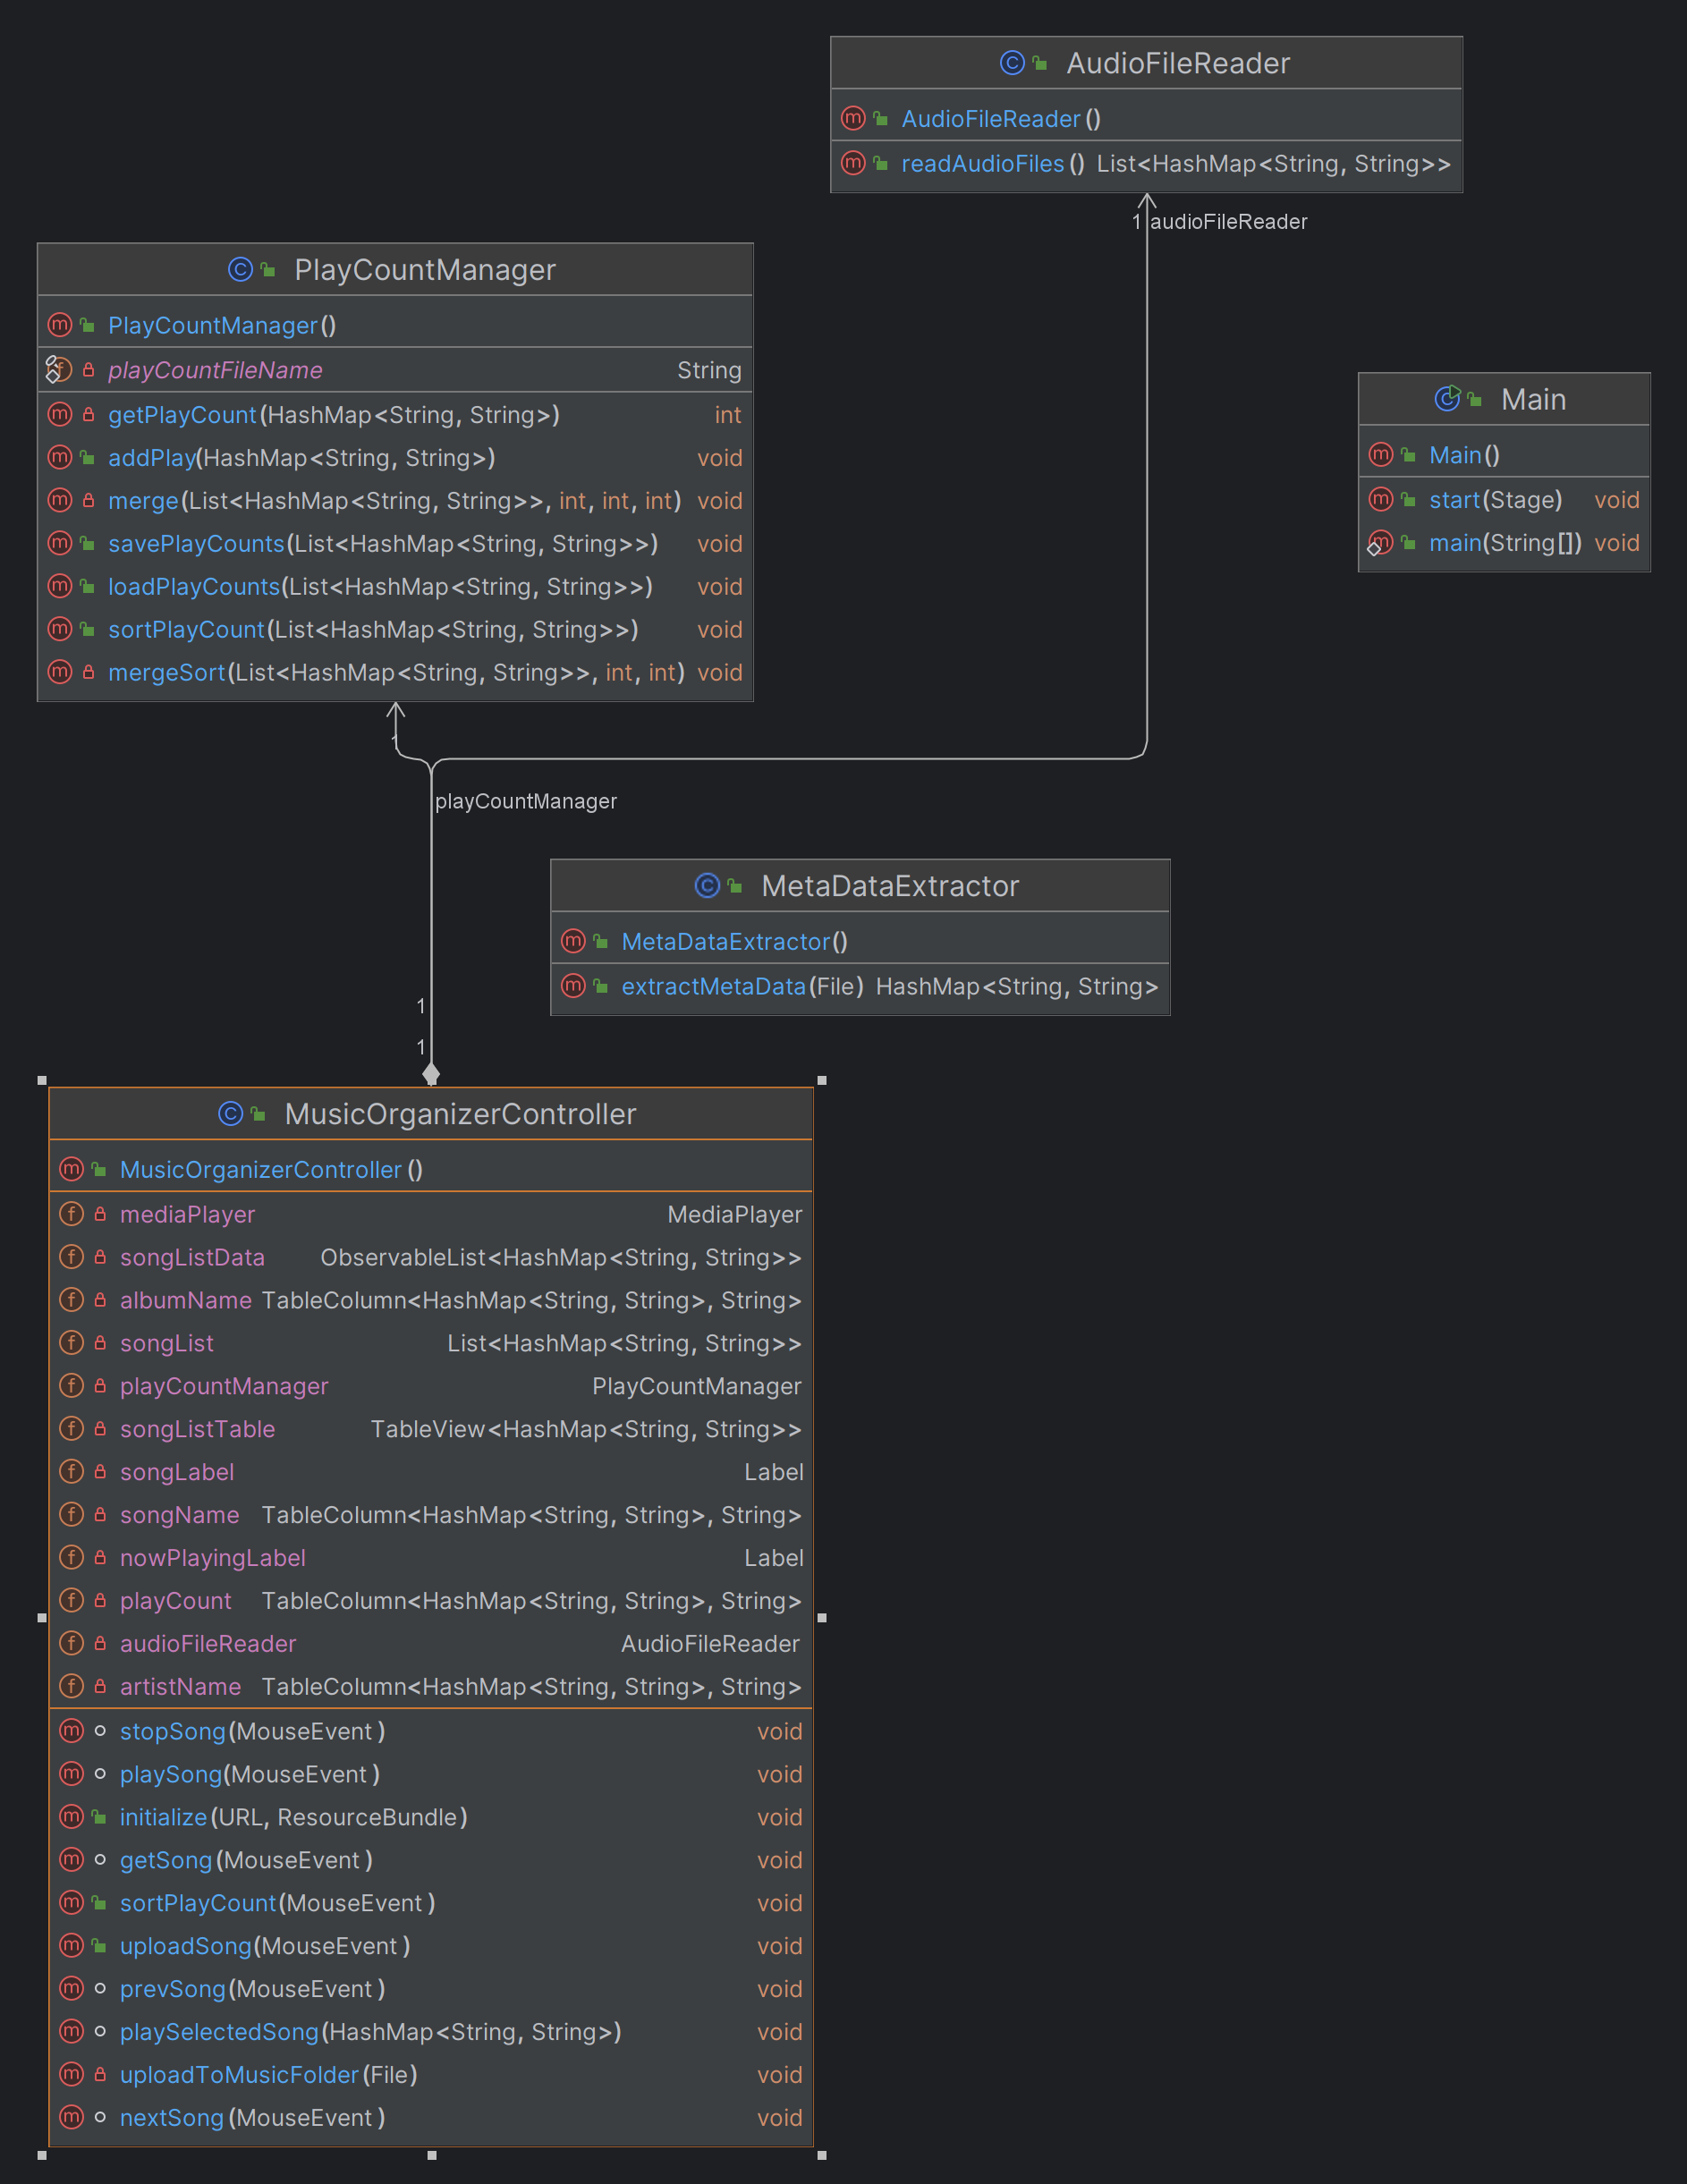 AudioFileReader
AudioFileReader()
readAudioFiles() List<HashMap<String, String>>
1 audioFileReader
PlayCountManager
PlayCountManager()
playCountFileName String
getPlayCount(HashMap<String, String>) int
addPlay(HashMap<String, String>) void
merge(List<HashMap<String, String>>, int, int, int) void
savePlayCounts(List<HashMap<String, String>>) void
loadPlayCounts(List<HashMap<String, String>>) void
sortPlayCount(List<HashMap<String, String>>) void
mergeSort(List<HashMap<String, String>>, int, int) void
Main
Main()
start(Stage) void
main(String[]) void
1
playCountManager
MetaDataExtractor
MetaDataExtractor()
extractMetaData(File) HashMap<String, String>
1
1
MusicOrganizerController
MusicOrganizerController()
mediaPlayer MediaPlayer
songListData ObservableList<HashMap<String, String>>
albumName TableColumn<HashMap<String, String>, String>
songList List<HashMap<String, String>>
playCountManager PlayCountManager
songListTable TableView<HashMap<String, String>>
songLabel Label
songName TableColumn<HashMap<String, String>, String>
nowPlayingLabel Label
playCount TableColumn<HashMap<String, String>, String>
audioFileReader AudioFileReader
artistName TableColumn<HashMap<String, String>, String>
stopSong(MouseEvent) void
playSong(MouseEvent) void
initialize(URL, ResourceBundle) void
getSong(MouseEvent) void
sortPlayCount(MouseEvent) void
uploadSong(MouseEvent) void
prevSong(MouseEvent) void
playSelectedSong(HashMap<String, String>) void
uploadToMusicFolder(File) void
nextSong(MouseEvent) void